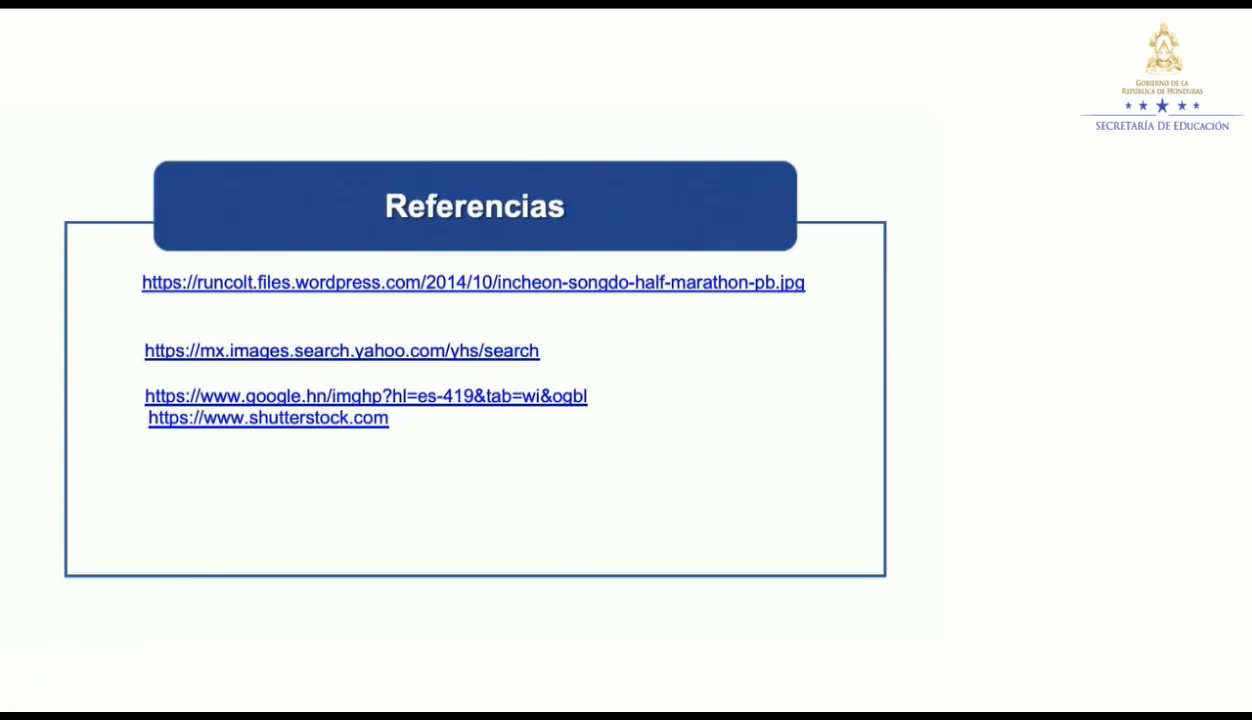 GOBIERNO DE LA
REPÚBLICA DE HONDURAS
SECRETARÍA DE EDUCACIÓN
Referencias
https://runcolt.files.wordpress.com/2014/10/incheon-songdo-half-marathon-pb.jpg
https://mx.images.search.yahoo.com/yhs/search
https://www.google.hn/imghp?hl=es-419&tab=wi&ogbl
https://www.shutterstock.com